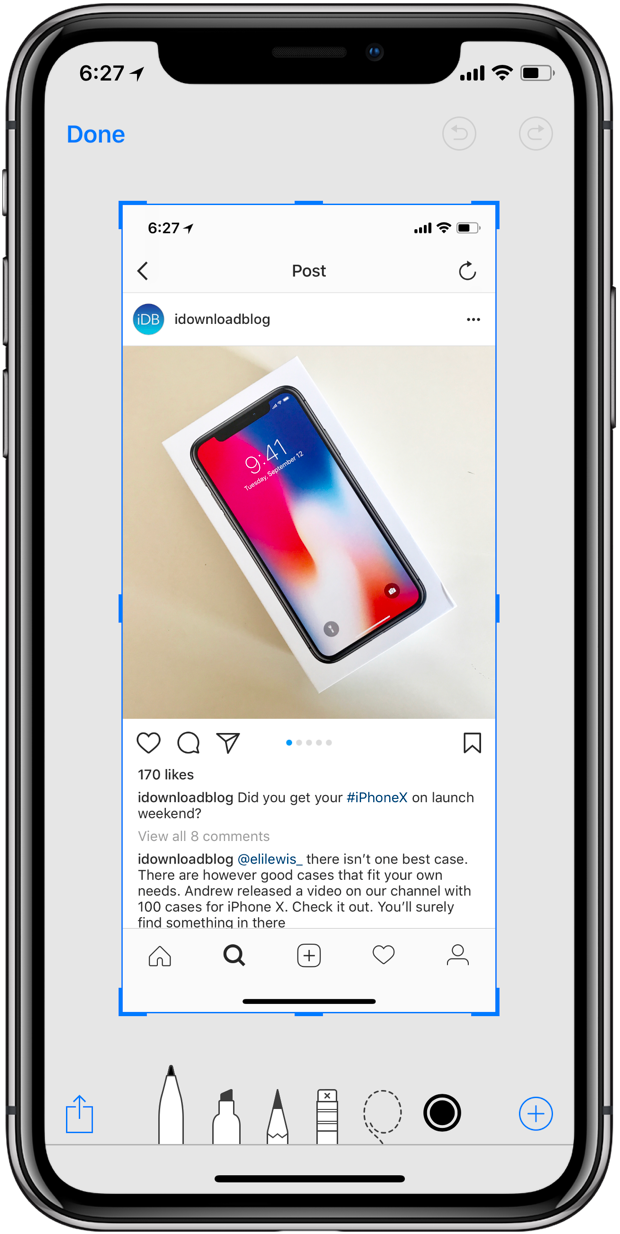 6:27
Done
6:27
Post
iDB
idownloadblog
9:41
Tuesday, September 12
170 likes
idownloadblog Did you get your #iPhoneX on launch
weekend?
View all 8 comments
idownloadblog @elilewis_ there isn't one best case.
There are however good cases that fit your own
needs. Andrew released a video on our channel with
100 cases for iPhone X. Check it out. You'll surely
find something in there